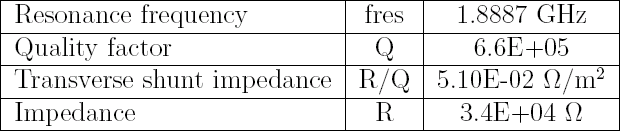 Resonance frequency fres 1.8887 GHz
Quality factor Q 6.6E+05
Transverse shunt impedance R/Q 5.10E-02 Ω/m²
Impedance R 3.4E+04 Ω